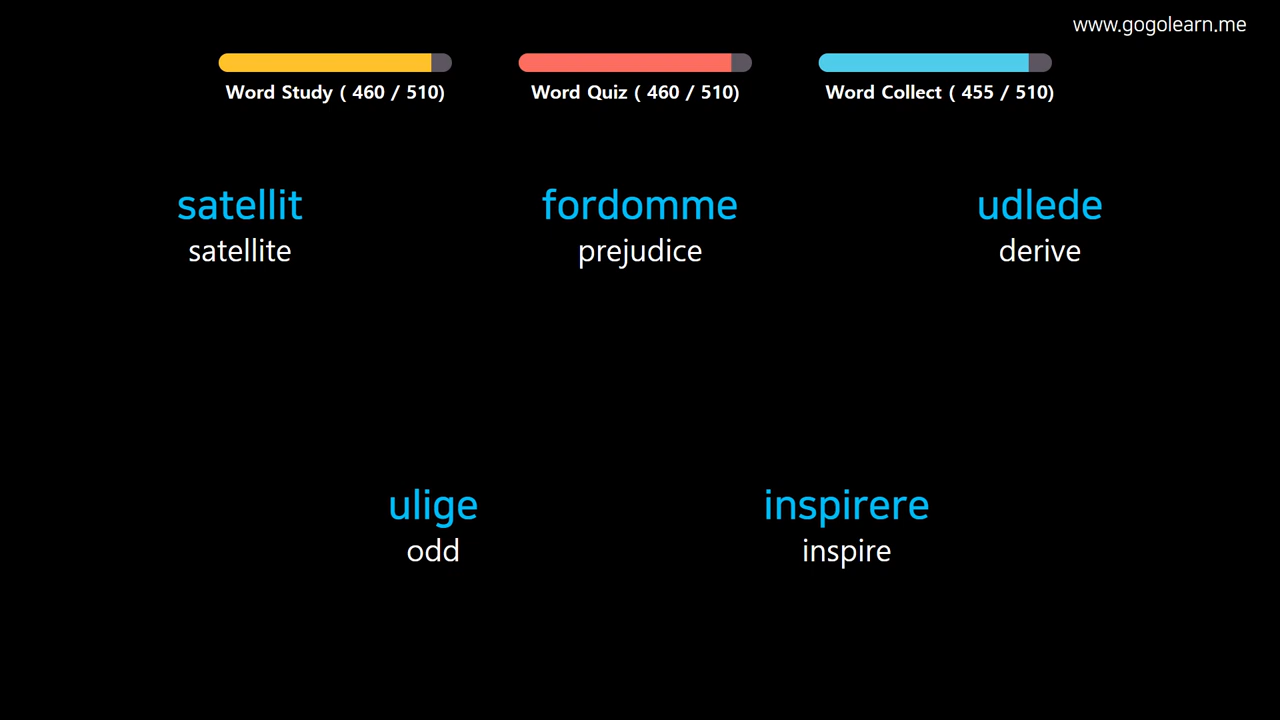 www.gogolearn.me
Word Study ( 460 / 510)
Word Quiz ( 460 / 510)
Word Collect ( 455 / 510)
satellit
satellite
fordomme
prejudice
udlede
derive
ulige
odd
inspirere
inspire